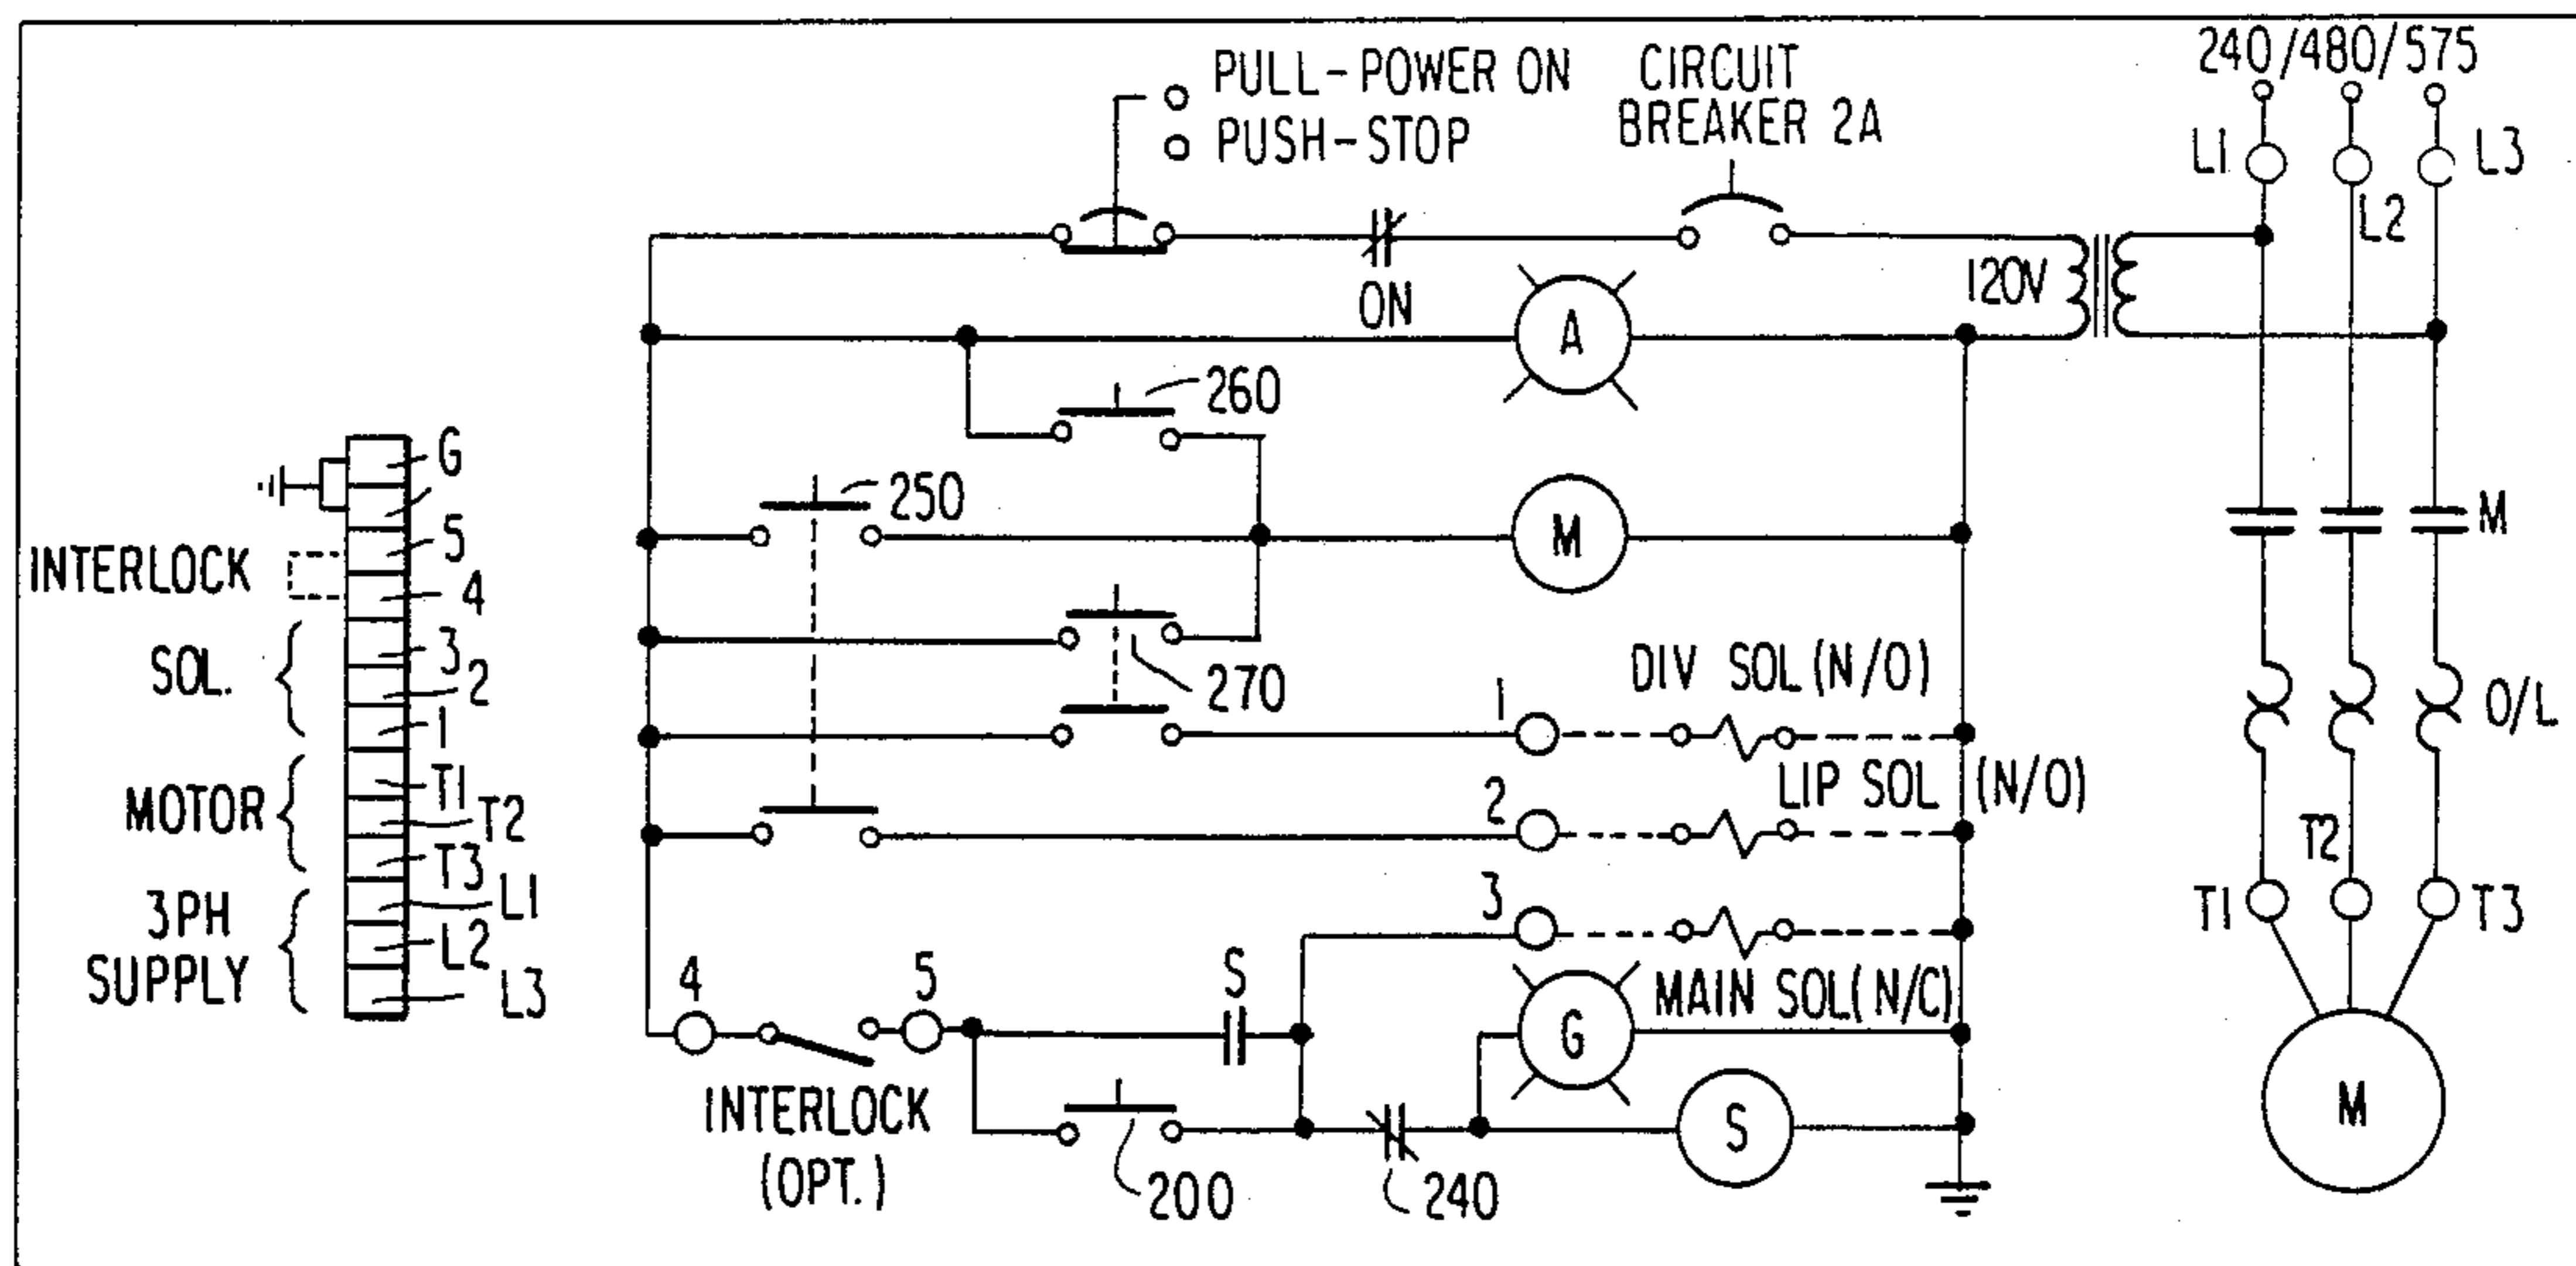 PULL-POWER ON
PUSH-STOP
CIRCUIT
BREAKER 2A
240/480/575
L1
L2
L3
120V
ON
A
260
250
M
M
270
G
5
4
3
2
1
T1
T2
T3
L1
L2
L3
INTERLOCK
SOL.
MOTOR
3PH
SUPPLY
1
DIV SOL(N/O)
O/L
2
LIP SOL (N/O)
3
MAIN SOL(N/C)
4
5
S
G
INTERLOCK
(OPT.)
200
240
S
T1
T2
T3
M